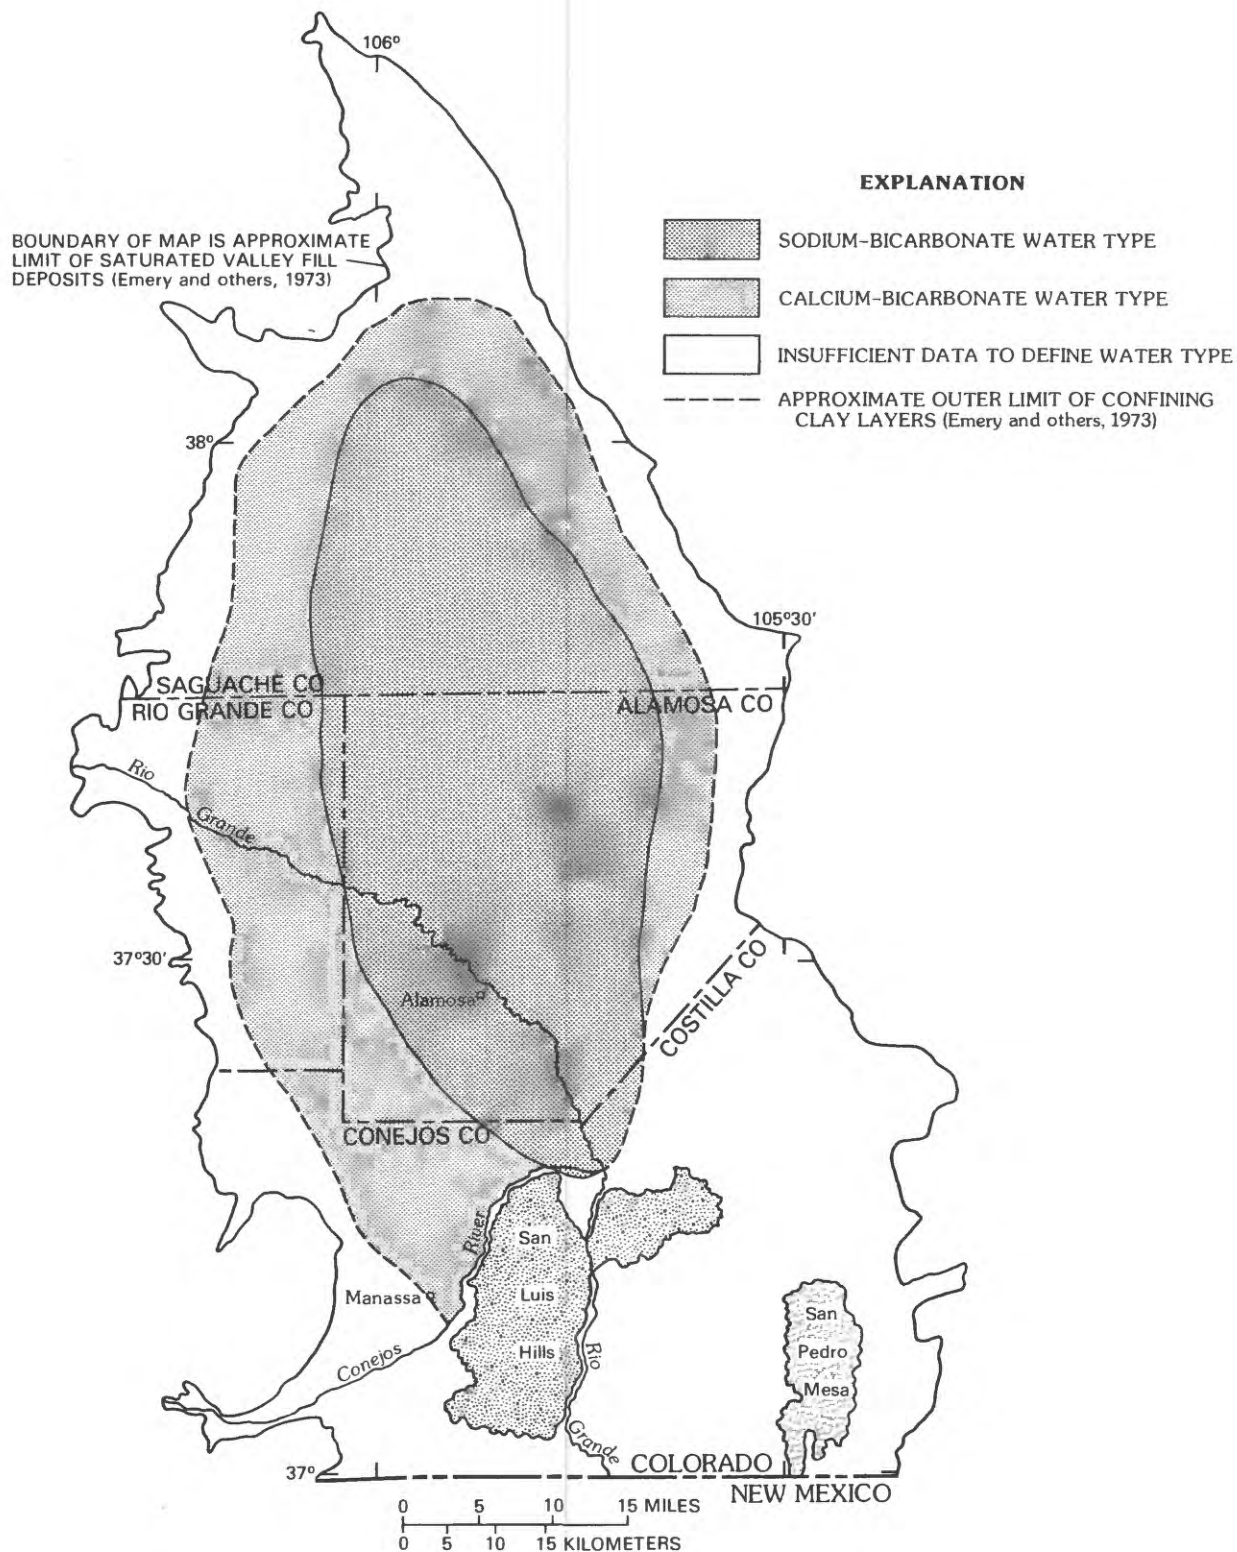 106°
EXPLANATION
SODIUM-BICARBONATE WATER TYPE
BOUNDARY OF MAP IS APPROXIMATE
LIMIT OF SATURATED VALLEY FILL
DEPOSITS (Emery and others, 1973)
CALCIUM-BICARBONATE WATER TYPE
INSUFFICIENT DATA TO DEFINE WATER TYPE
APPROXIMATE OUTER LIMIT OF CONFINING
CLAY LAYERS (Emery and others, 1973)
38°
105°30'
SAGUACHE CO
RIO GRANDE CO
ALAMOSA CO
Rio
Grande
37°30'
Alamosa
COSTILLA CO
CONEJOS CO
River
San
Luis
Hills
Manassa
Conejos
Rio
Grande
San
Pedro
Mesa
37°
COLORADO
NEW MEXICO
0 5 10 15 MILES
0 5 10 15 KILOMETERS